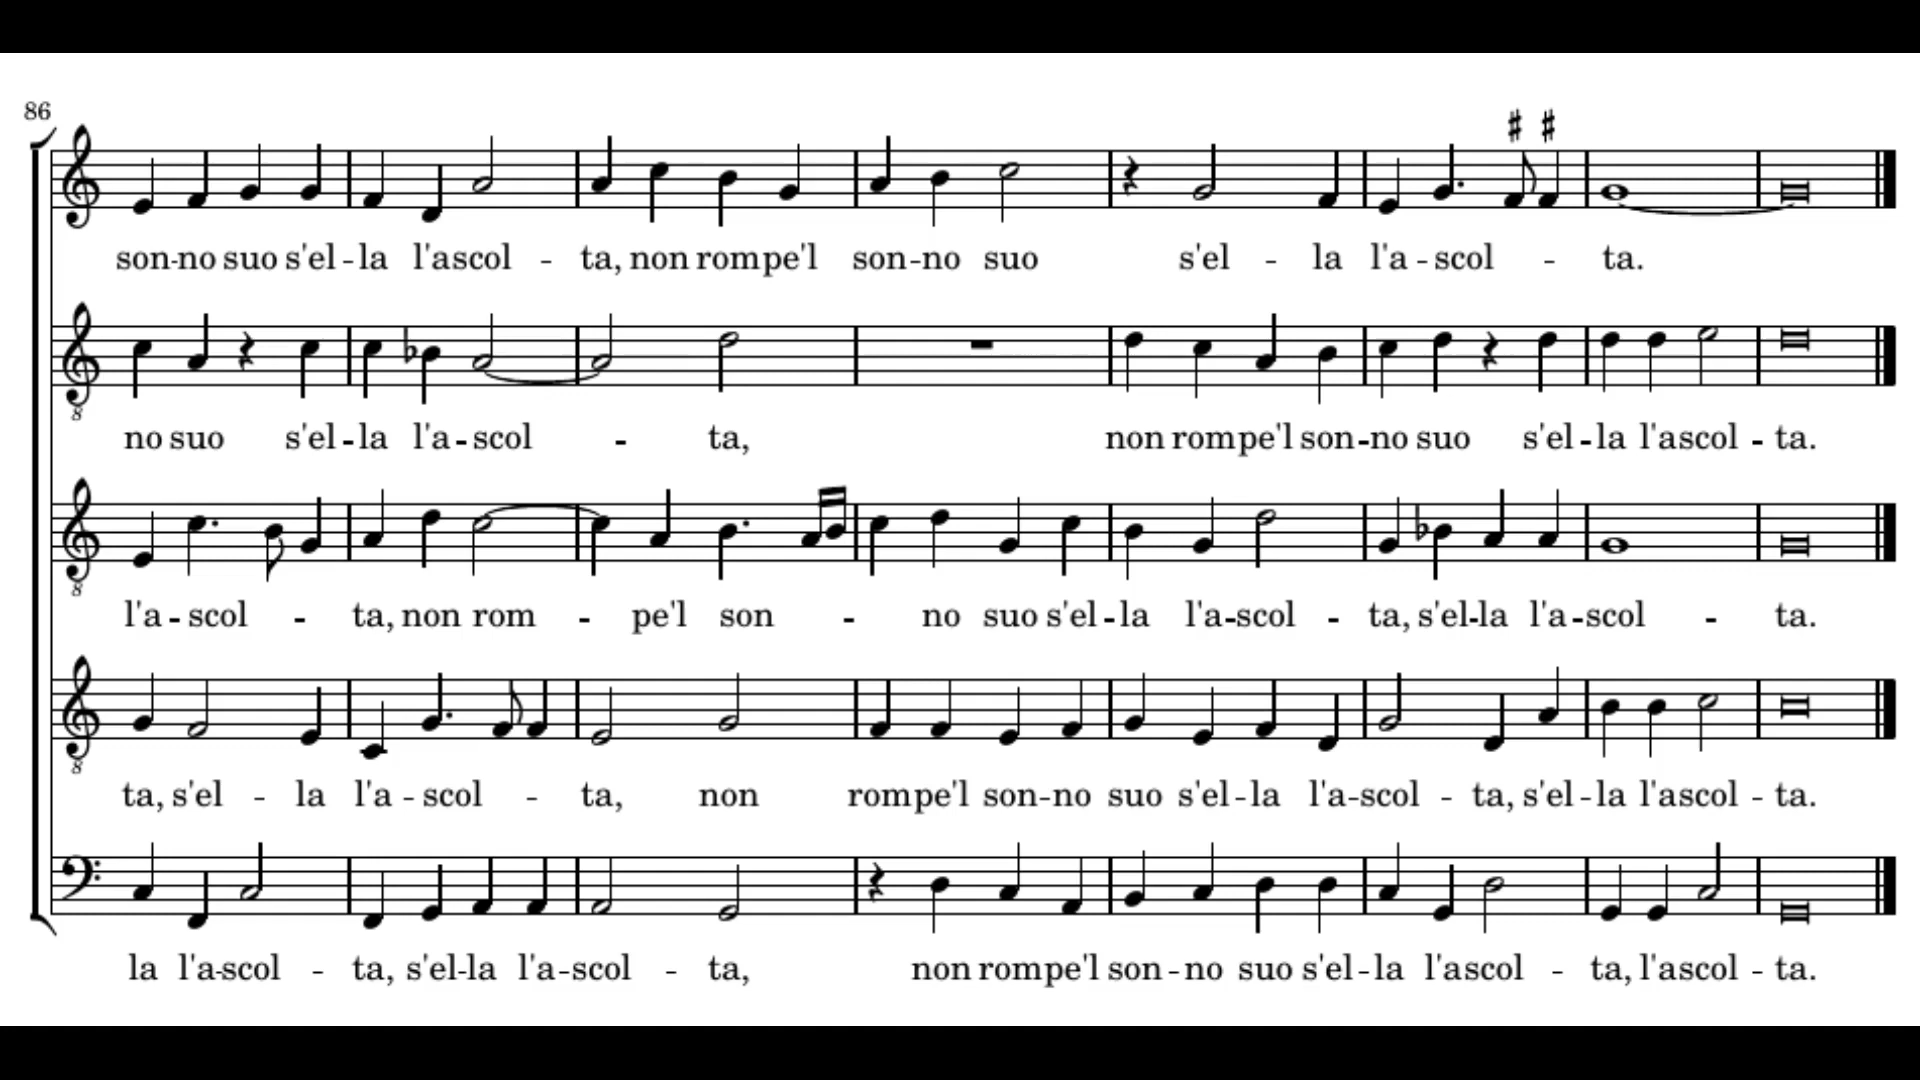 86
son-no suo s'el-la l'ascol - ta, non rompe'l son-no suo s'el - la l'a-scol - ta.
no suo s'el-la l'a-scol - ta, non rompe'l son-no suo s'el-la l'ascol - ta.
l'a-scol - ta, non rom - pe'l son - no suo s'el-la l'a-scol - ta, s'el-la l'a-scol - ta.
ta, s'el - la l'a-scol - ta, non rompe'l son-no suo s'el-la l'a-scol - ta, s'el-la l'ascol - ta.
la l'a-scol - ta, s'el-la l'a-scol - ta, non rompe'l son-no suo s'el-la l'ascol - ta, l'ascol - ta.